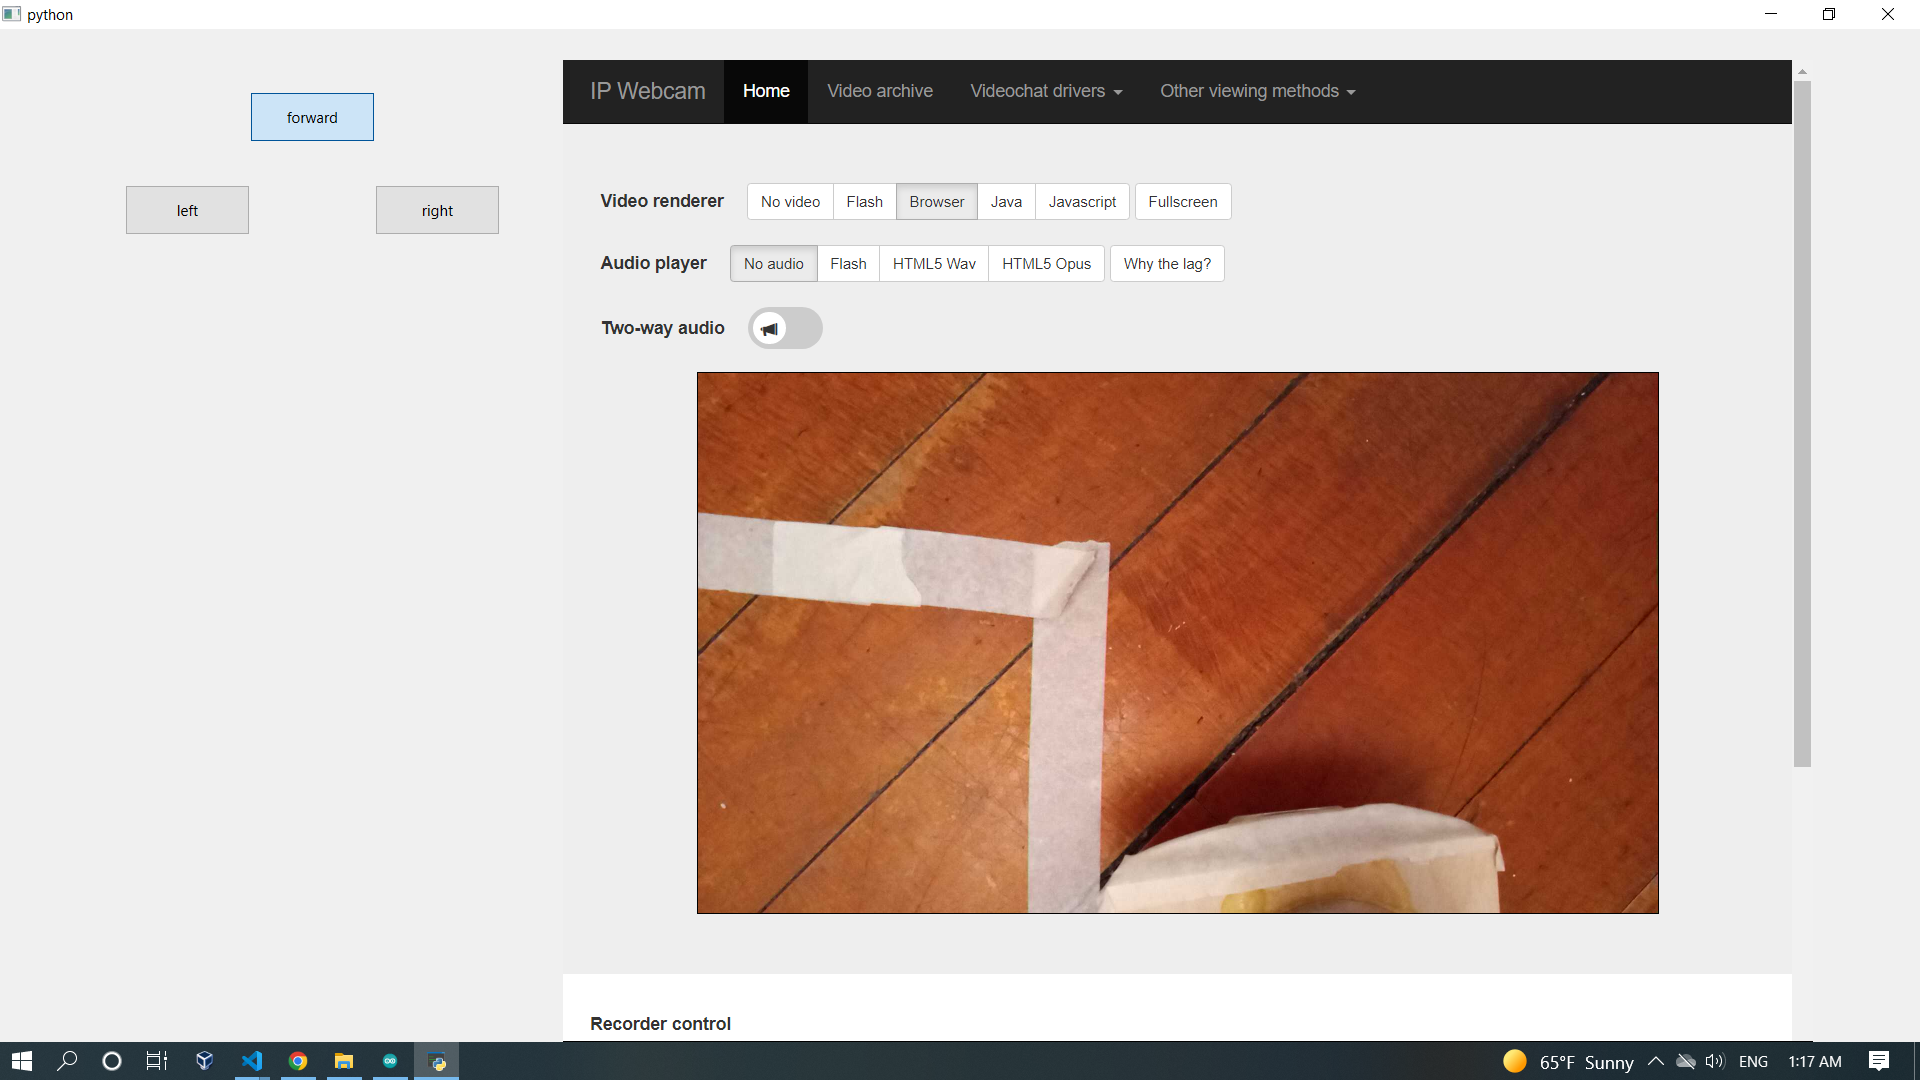 python
forward
left right
IP Webcam Home Video archive Videochat drivers Other viewing methods
Video renderer No video Flash Browser Java Javascript Fullscreen
Audio player No audio Flash HTML5 Wav HTML5 Opus Why the lag?
Two-way audio
Recorder control
65°F Sunny ENG 1:17 AM